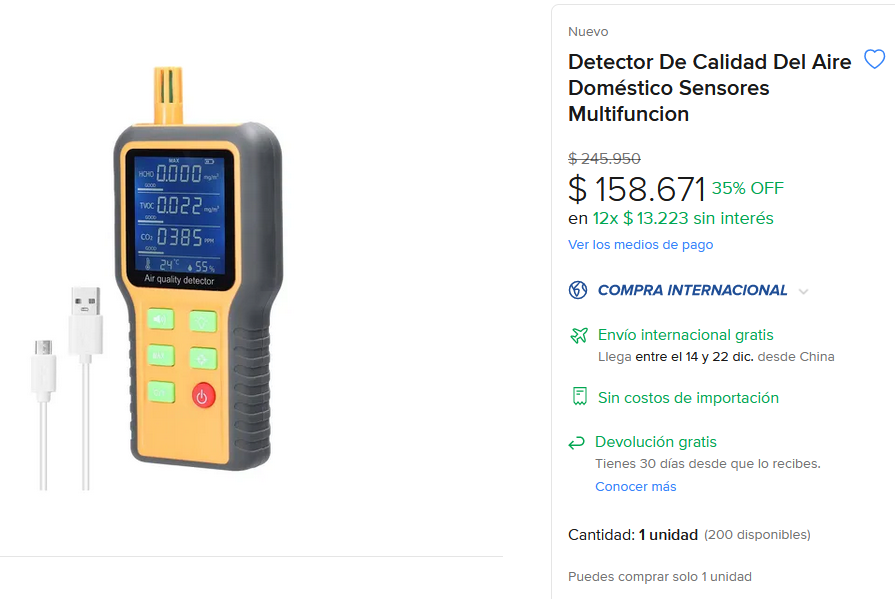 MAX
HCHO 0.000 mg/m³
GOOD
TVOC 0.022 mg/m³
GOOD
CO₂ 0385 PPM
GOOD
24°C 55%
Air quality detector
Nuevo
Detector De Calidad Del Aire
Doméstico Sensores
Multifuncion
$ 245.950
$ 158.671 35% OFF
en 12x $ 13.223 sin interés
Ver los medios de pago
COMPRA INTERNACIONAL
Envío internacional gratis
Llega entre el 14 y 22 dic. desde China
Sin costos de importación
Devolución gratis
Tienes 30 días desde que lo recibes.
Conocer más
Cantidad: 1 unidad (200 disponibles)
Puedes comprar solo 1 unidad